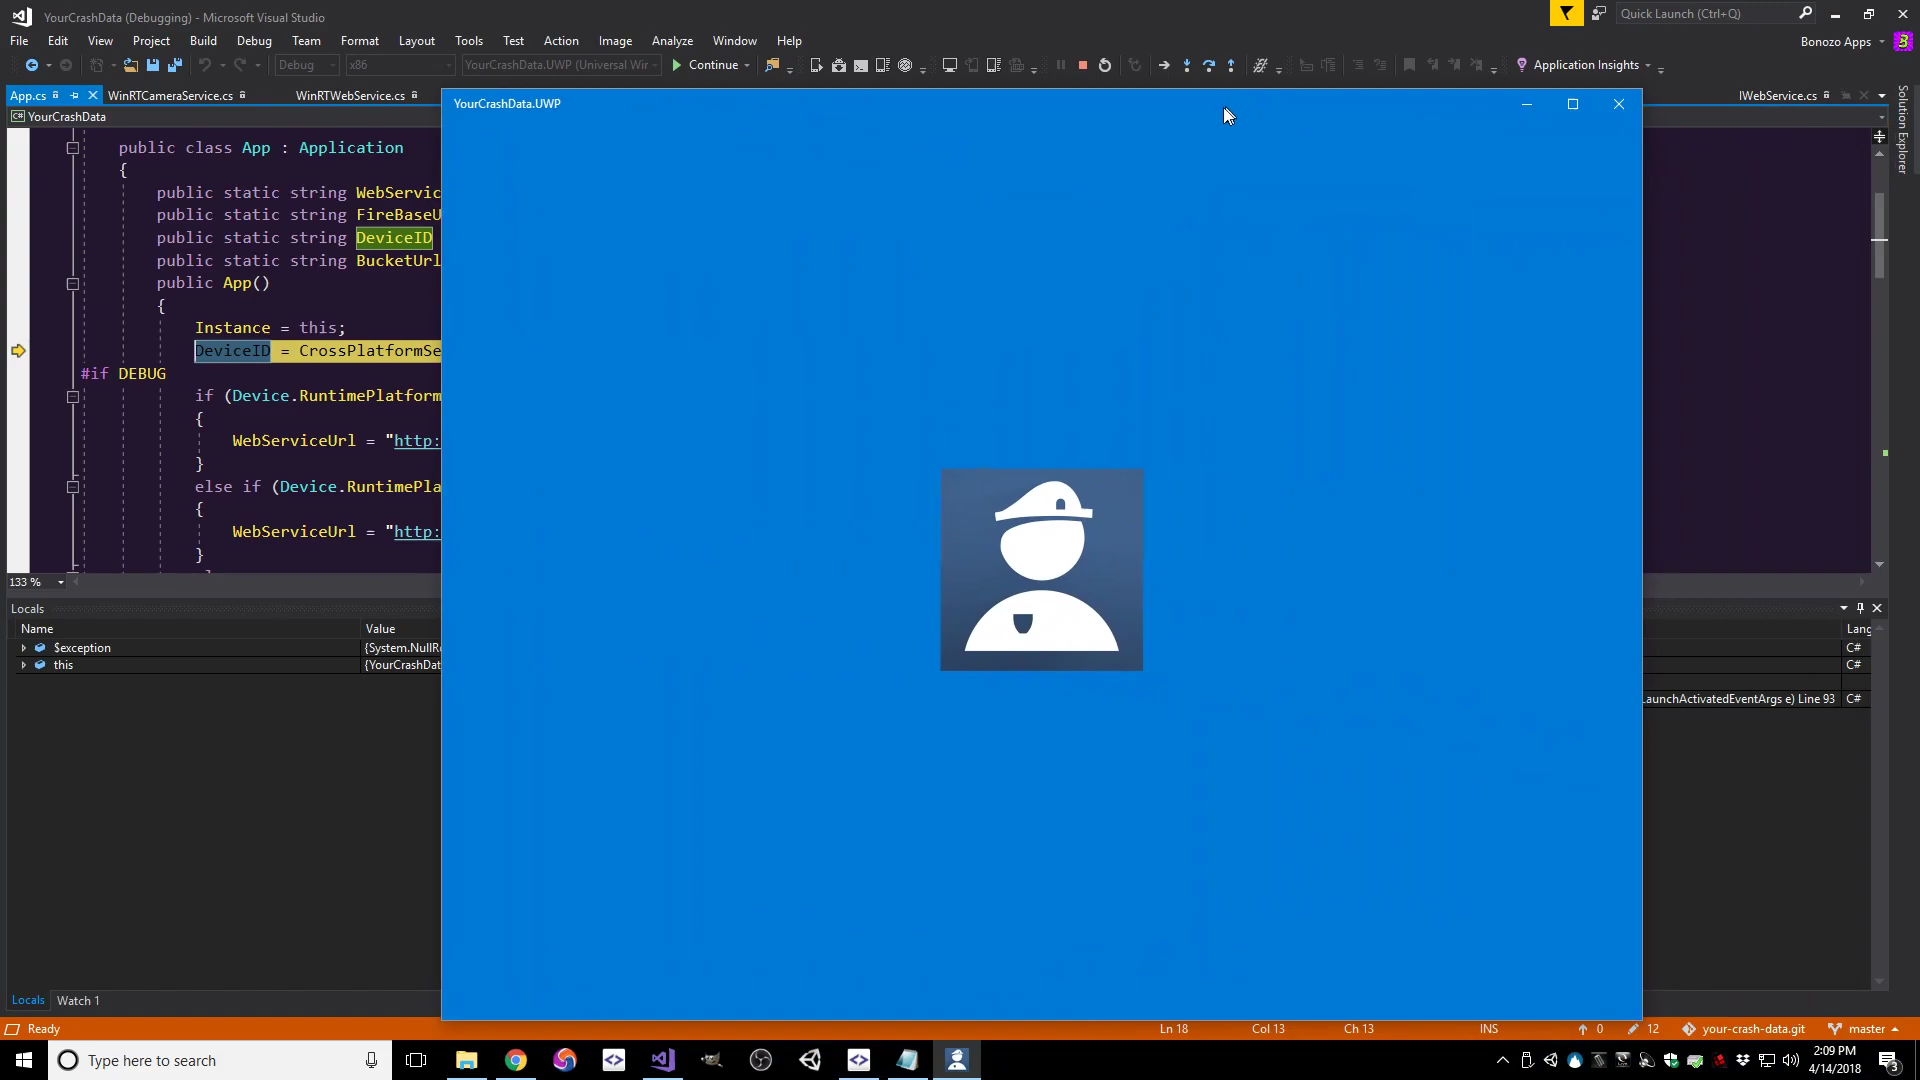 YourCrashData (Debugging) - Microsoft Visual Studio
Quick Launch (Ctrl+Q)
File Edit View Project Build Debug Team Format Layout Tools Test Action Image Analyze Window Help
Bonozo Apps
Debug x86 YourCrashData.UWP (Universal Wir Continue Application Insights
App.cs WinRTCameraService.cs WinRTWebService.cs IWebService.cs
YourCrashData.UWP
C# YourCrashData
Solution Explorer
public class App : Application
{
public static string WebServic
public static string FireBaseU
public static string DeviceID
public static string BucketUrl
public App()
{
Instance = this;
DeviceID = CrossPlatformSe
#if DEBUG
if (Device.RuntimePlatform
{
WebServiceUrl = "http:
}
else if (Device.RuntimePla
{
WebServiceUrl = "http:
}
133 %
Locals
Name Value
Lang
$exception {System.NullR
C#
this {YourCrashDat
C#
LaunchActivatedEventArgs e) Line 93 C#
Locals Watch 1
Ready
Ln 18 Col 13 Ch 13 INS 0 12 your-crash-data.git master
Type here to search
2:09 PM
4/14/2018
3